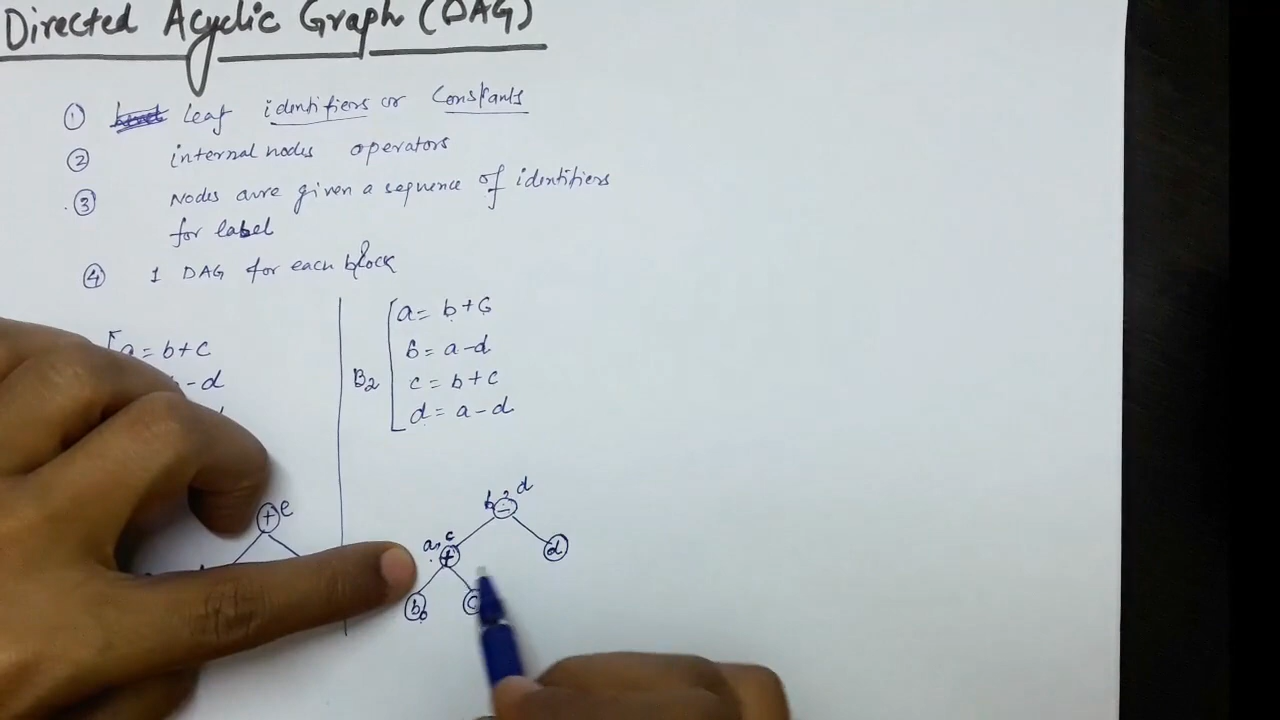 Directed Acyclic Graph (DAG)
① leaf identifiers or Constants
② internal nodes operators
③ Nodes are given a sequence of identifiers
for label
④ 1 DAG for each block
a = b + c
- d
B2
a = b + c
b = a - d
c = b + c
d = a - d
+ e
b, d
-
a, c
+
d
b0
c